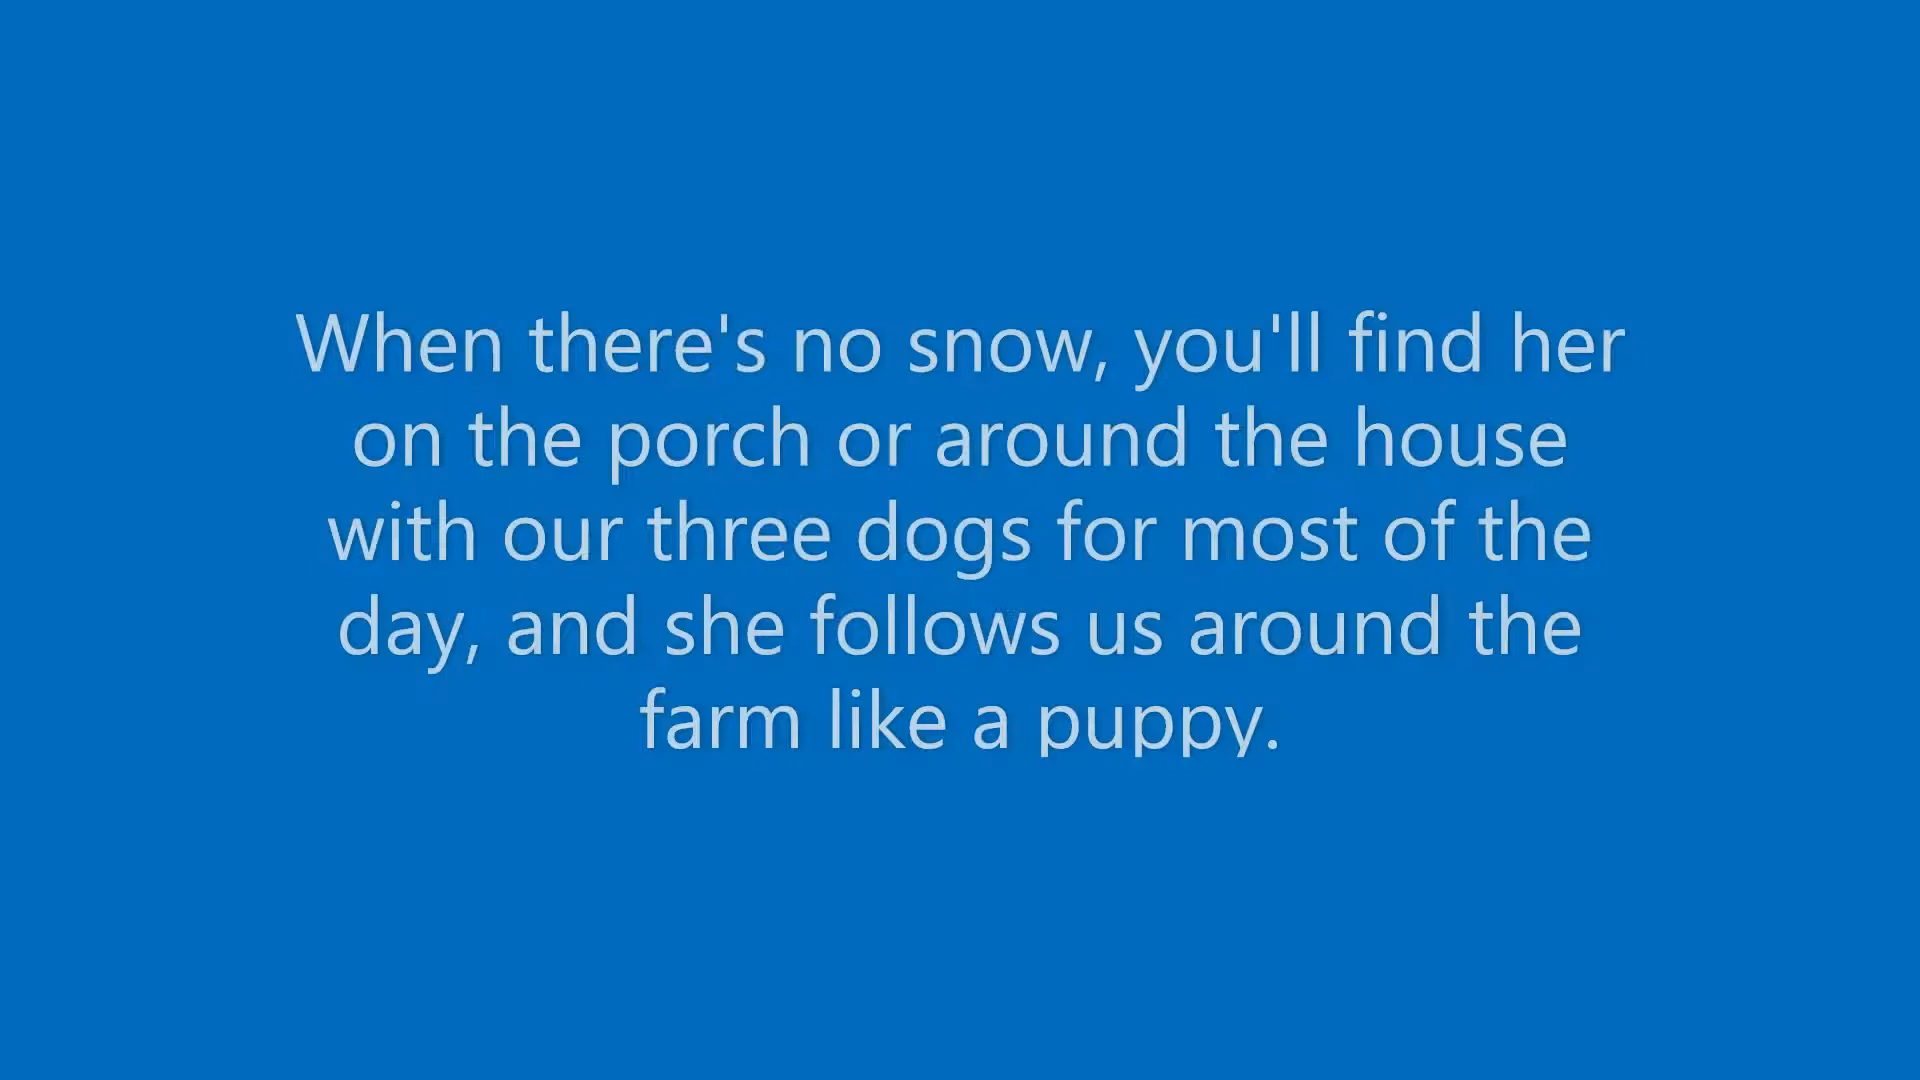 When there's no snow, you'll find her
on the porch or around the house
with our three dogs for most of the
day, and she follows us around the
farm like a puppy.